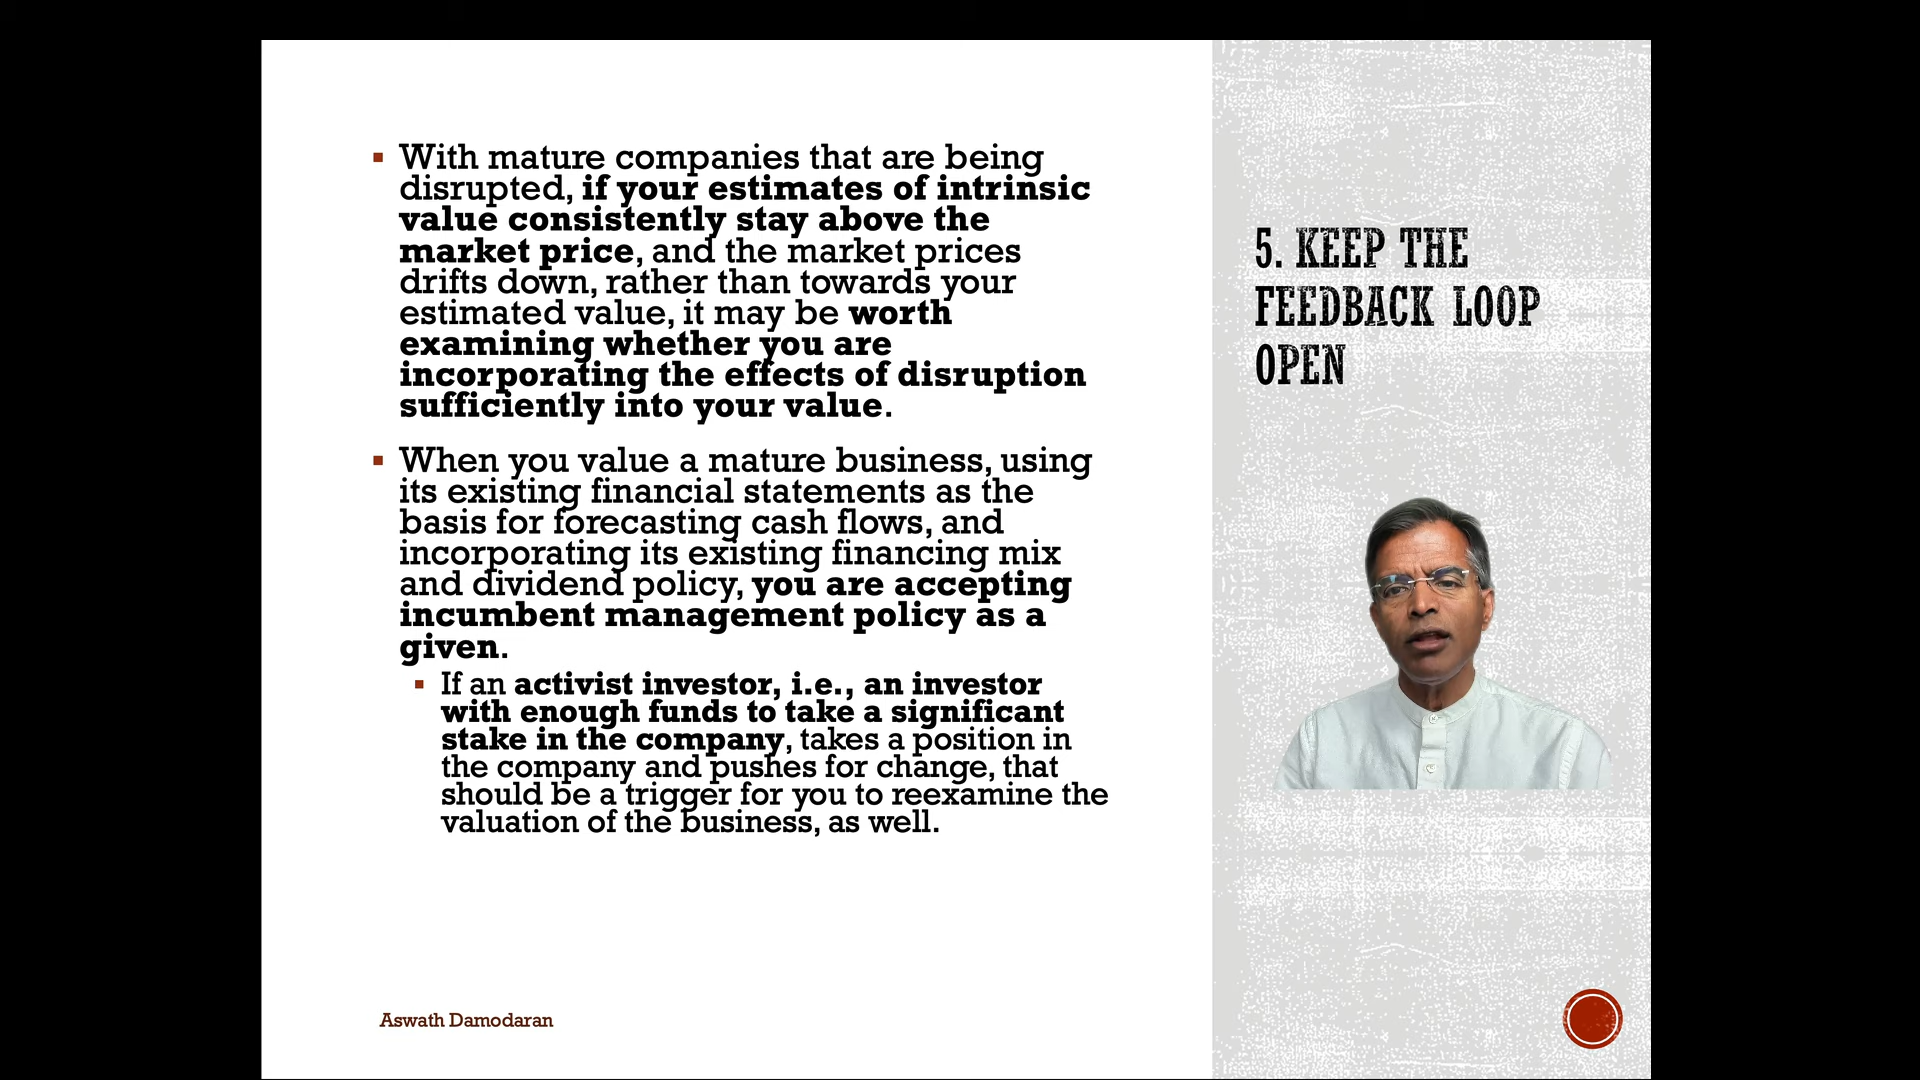 With mature companies that are being
disrupted, if your estimates of intrinsic
value consistently stay above the
market price, and the market prices
drifts down, rather than towards your
estimated value, it may be worth
examining whether you are
incorporating the effects of disruption
sufficiently into your value.
When you value a mature business, using
its existing financial statements as the
basis for forecasting cash flows, and
incorporating its existing financing mix
and dividend policy, you are accepting
incumbent management policy as a
given.
If an activist investor, i.e., an investor
with enough funds to take a significant
stake in the company, takes a position in
the company and pushes for change, that
should be a trigger for you to reexamine the
valuation of the business, as well.
5. KEEP THE
FEEDBACK LOOP
OPEN
Aswath Damodaran